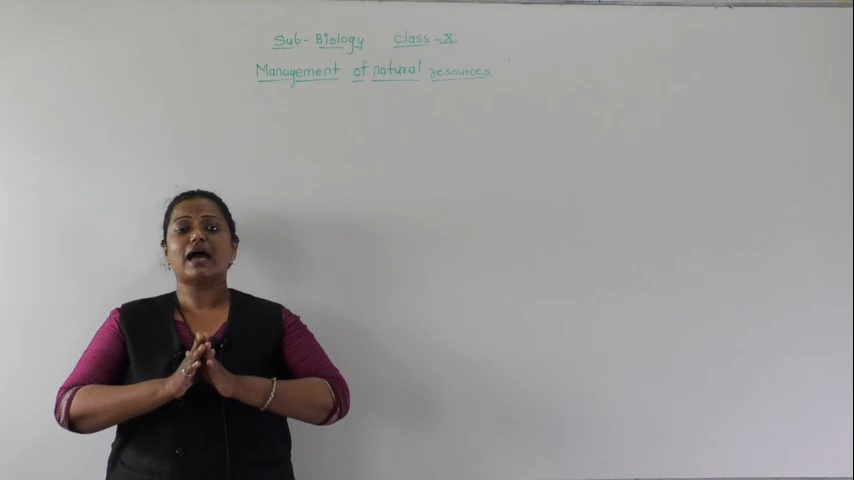 Sub- Biology class - X
Management of natural resources